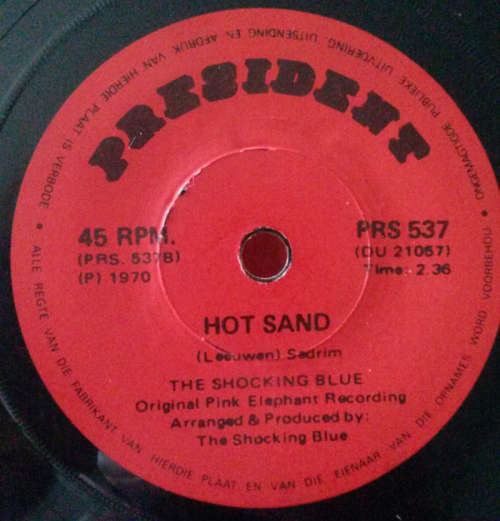 PRESIDENT
45 RPM.
(PRS. 537B)
(P) 1970
PRS 537
(DU 21057)
Time: 2.36
HOT SAND
(Leeuwen) Sadrim
THE SHOCKING BLUE
Original Pink Elephant Recording
Arranged & Produced by:
The Shocking Blue
• ALLE REGTE VAN DIE FABRIKANT VAN HIERDIE PLAAT EN VAN DIE EIENAAR VAN DIE OPNAMES WORD VOORBEHOU • ONGEMAGTIGDE PUBLIEKE UITVOERING, UITSENDING EN AFDRUK VAN HIERDIE PLAAT IS VERBODE